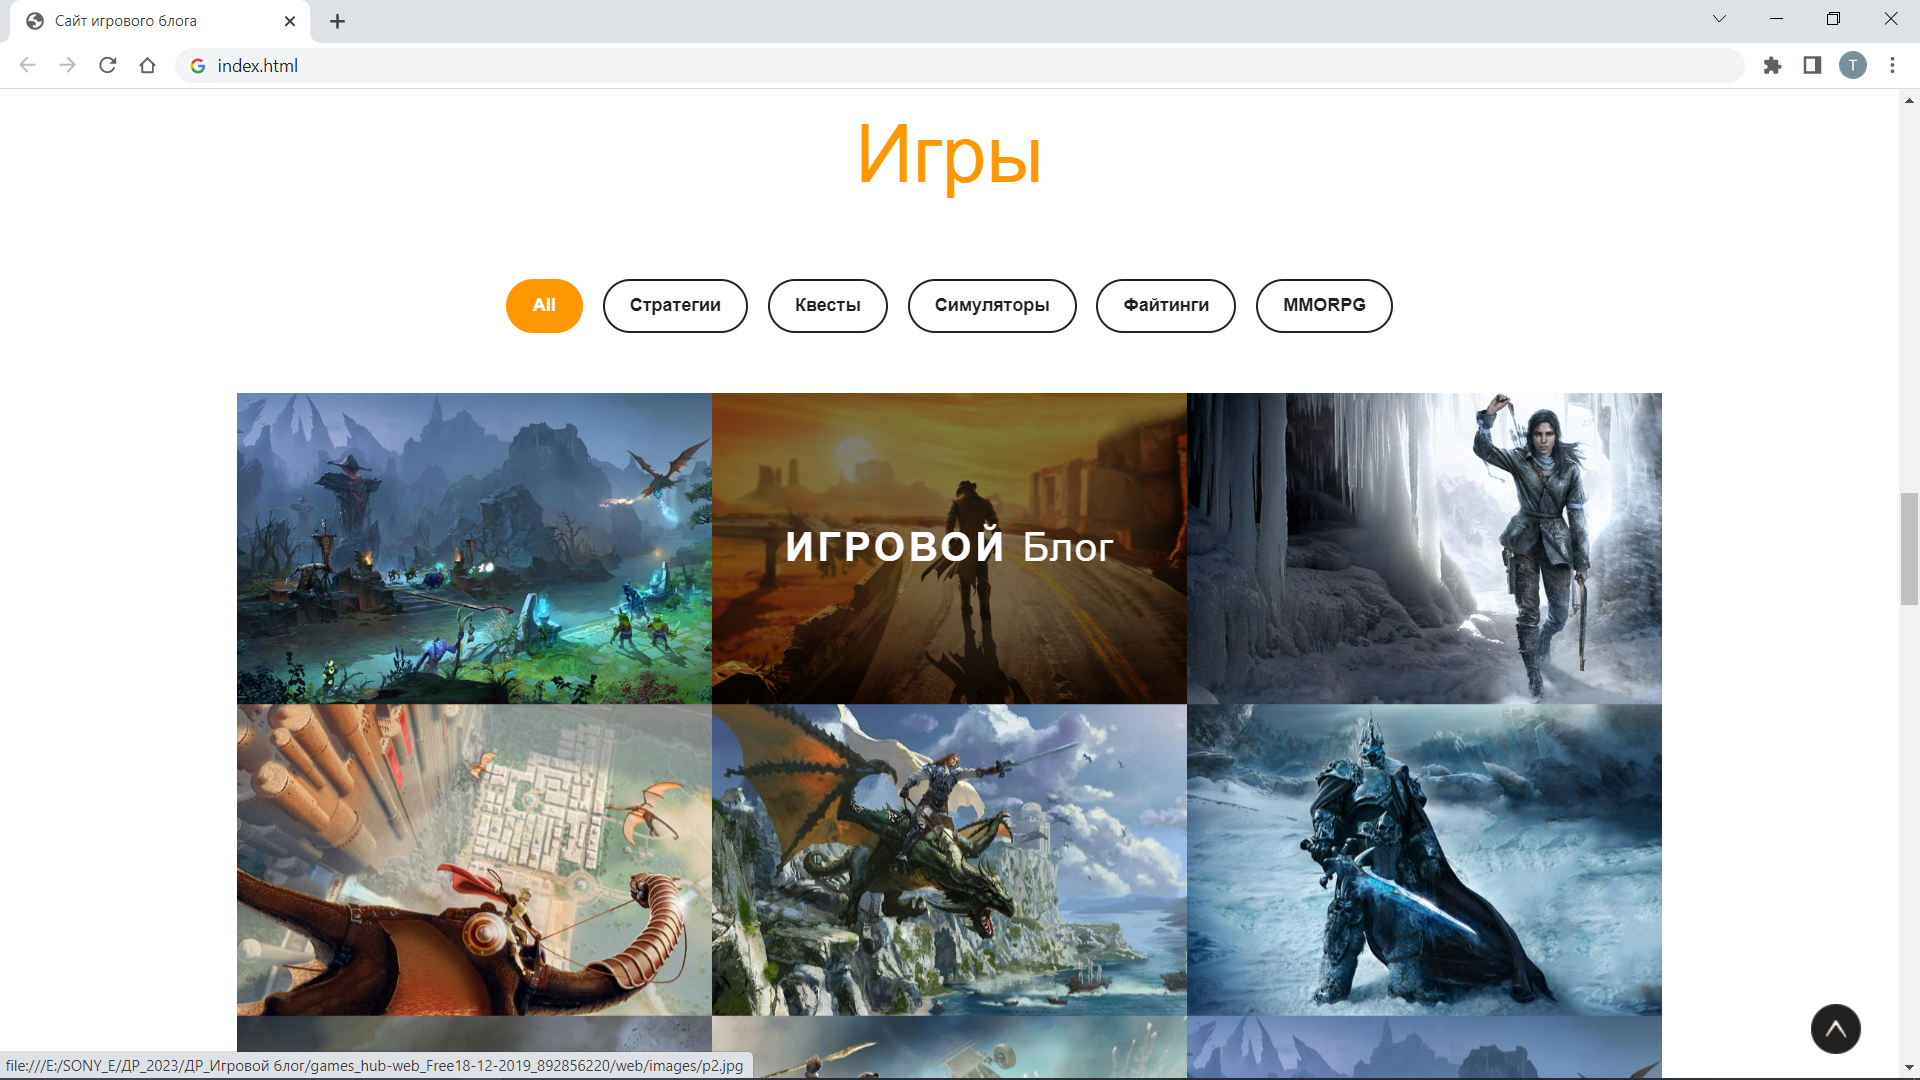 Сайт игрового блога
index.html
T
Игры
All
Стратегии
Квесты
Симуляторы
Файтинги
MMORPG
ИГРОВОЙ Блог
file:///E:/SONY_E/ДР_2023/ДР_Игровой блог/games_hub-web_Free18-12-2019_892856220/web/images/p2.jpg